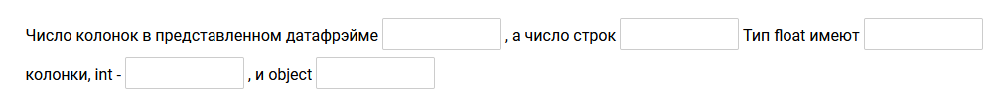 Число колонок в представленном датафрэйме , а число строк Тип float имеют
колонки, int - , и object